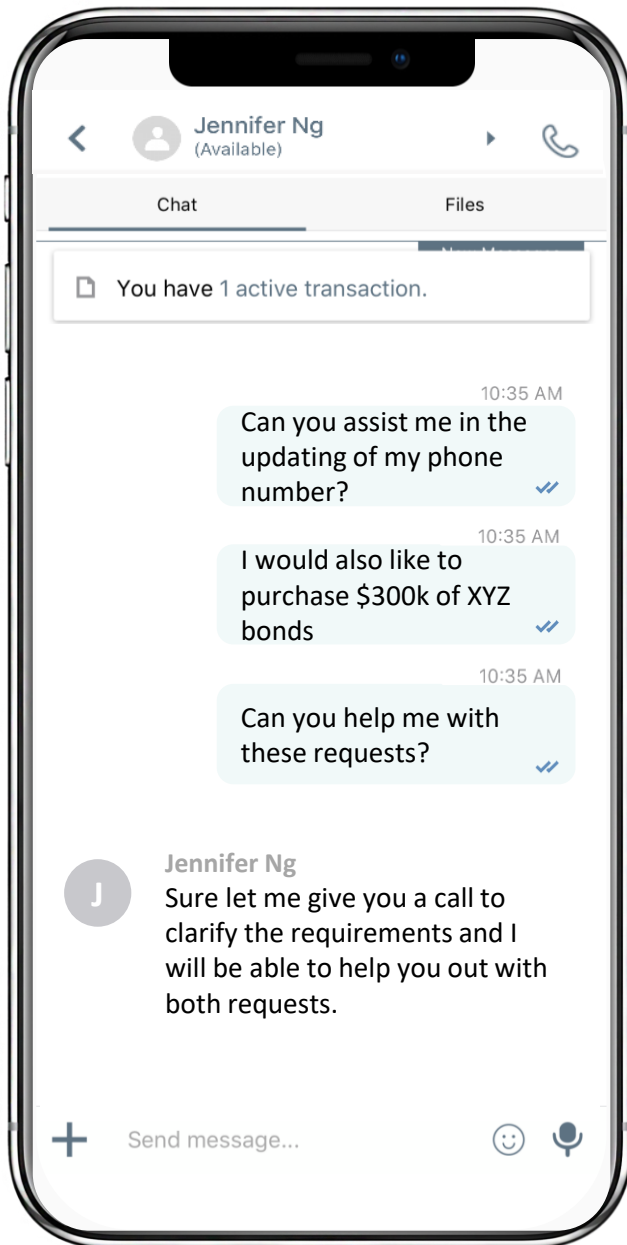 Jennifer Ng
(Available)
Chat
Files
You have 1 active transaction.
10:35 AM
Can you assist me in the
updating of my phone
number?
10:35 AM
I would also like to
purchase $300k of XYZ
bonds
10:35 AM
Can you help me with
these requests?
J
Jennifer Ng
Sure let me give you a call to
clarify the requirements and I
will be able to help you out with
both requests.
Send message...